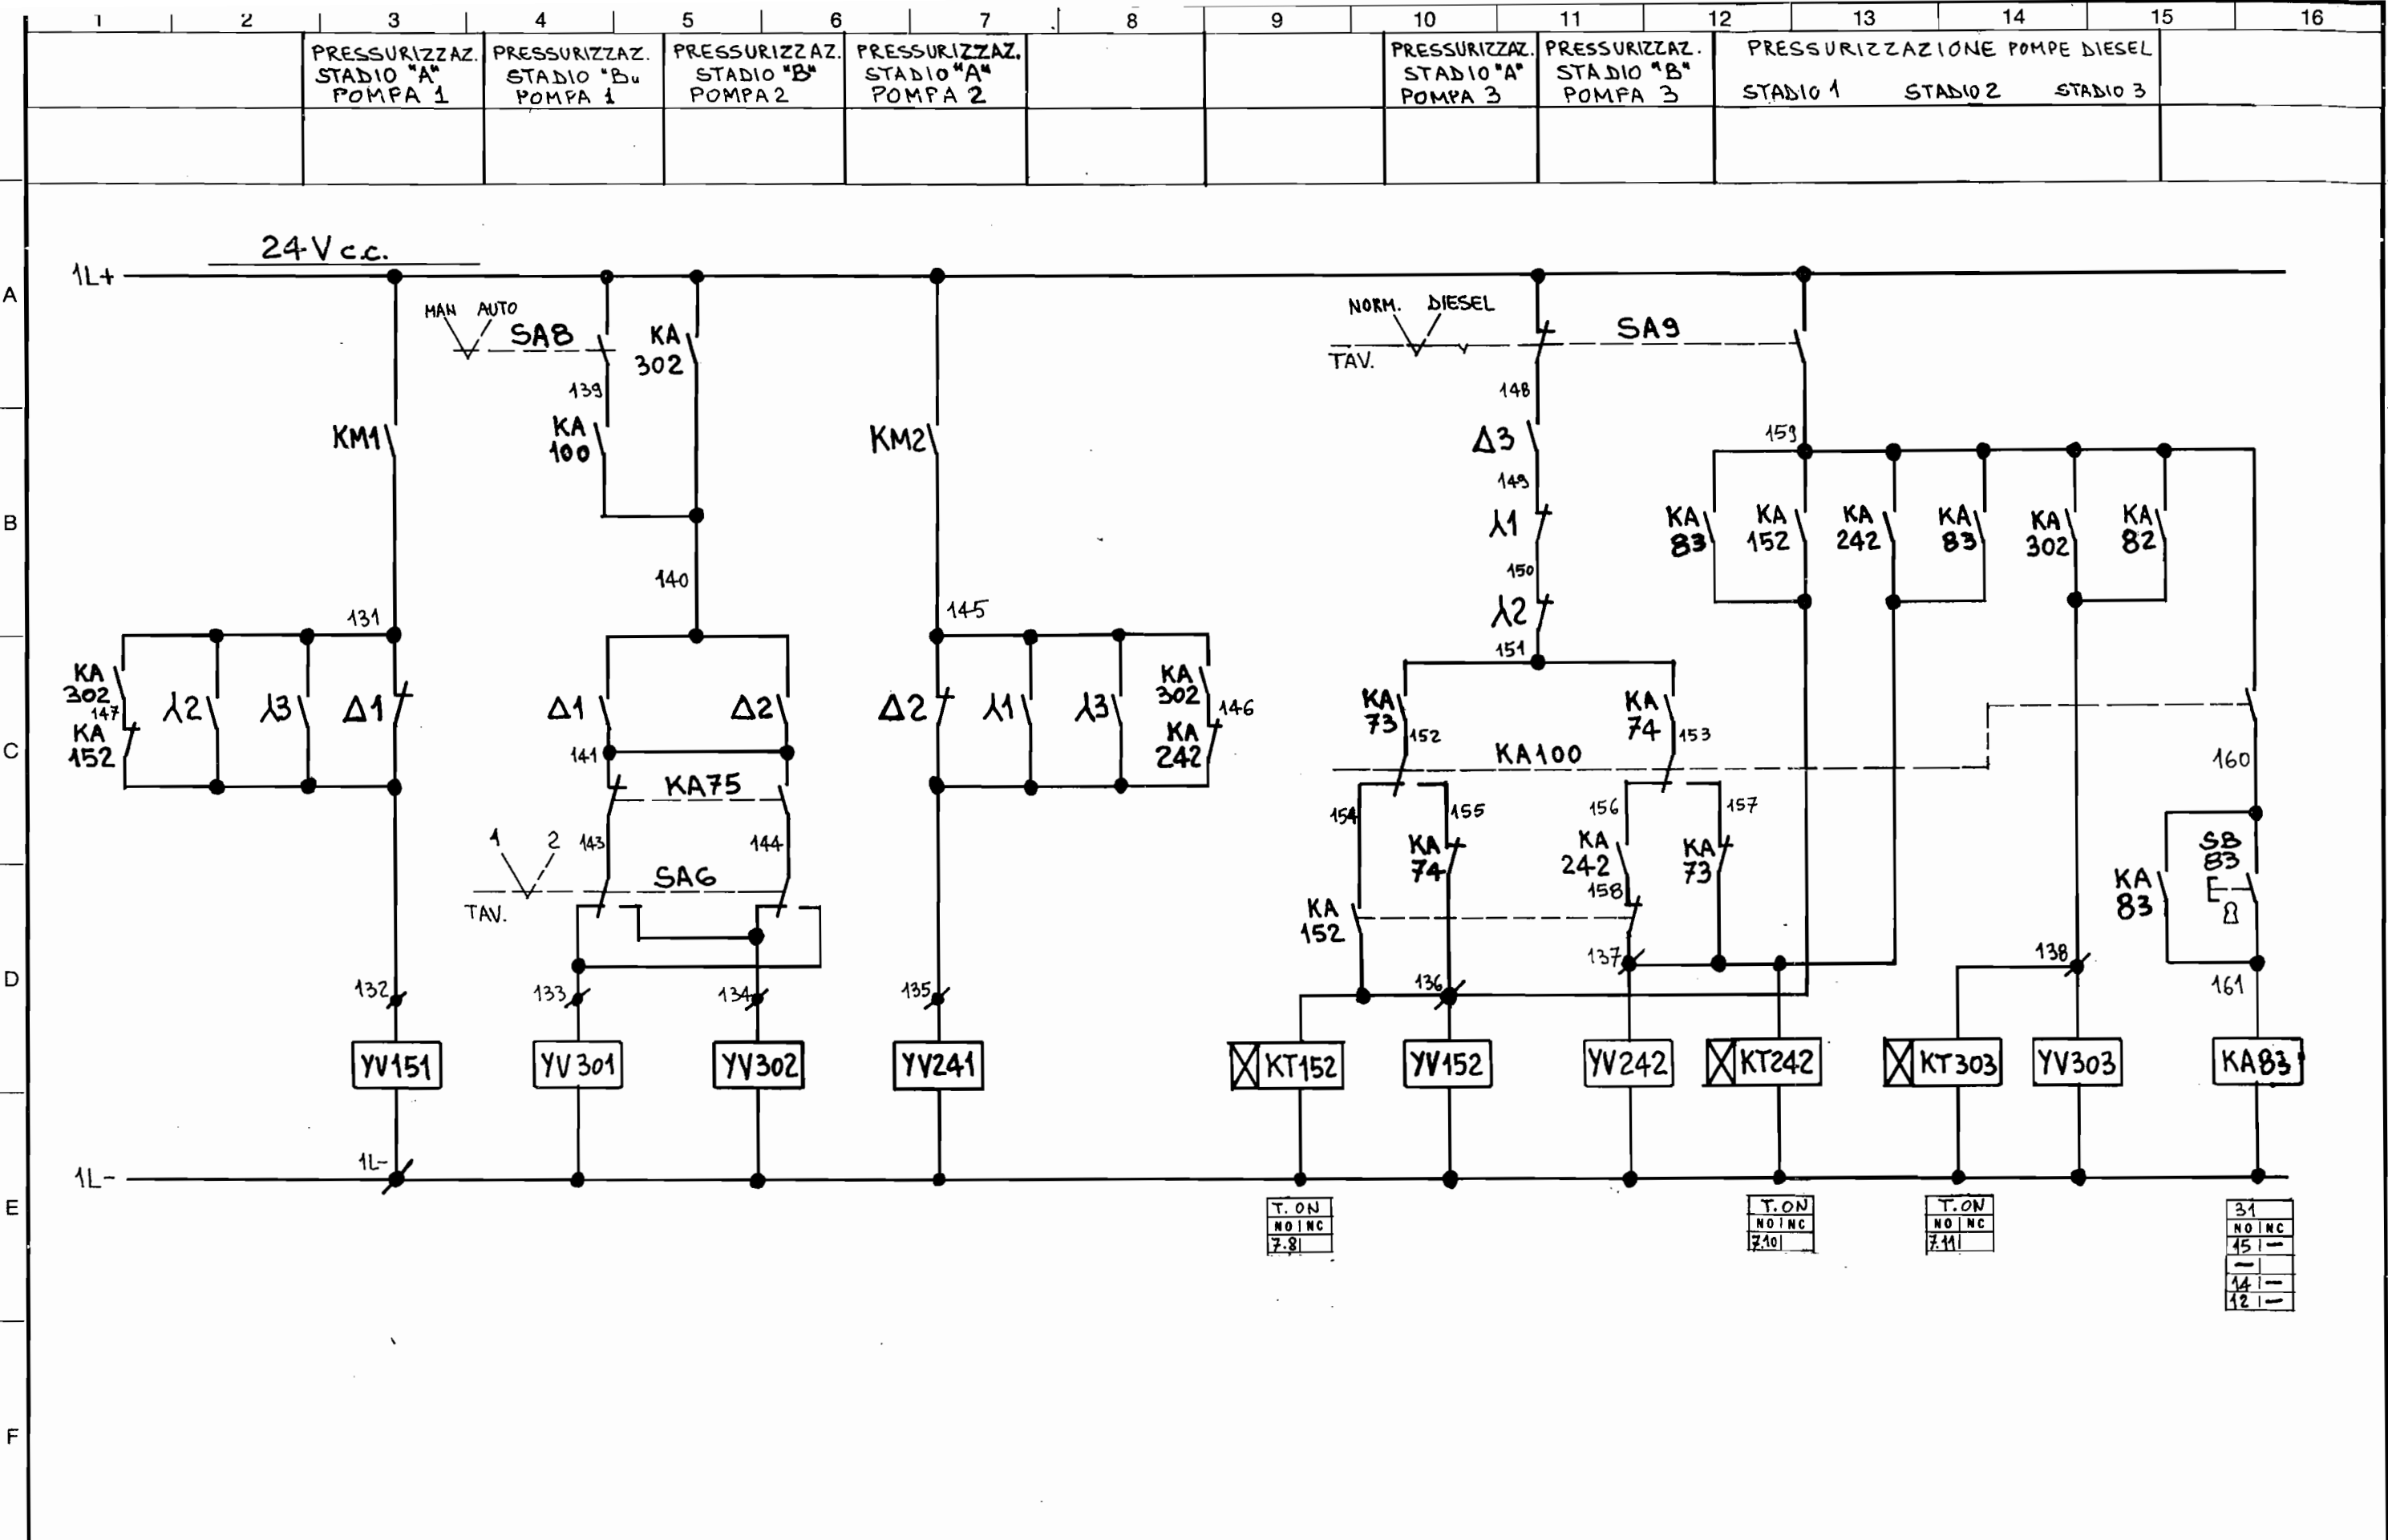 1 2 3 4 5 6 7 8 9 10 11 12 13 14 15 16
PRESSURIZZAZ.
STADIO "A"
POMPA 1
PRESSURIZZAZ.
STADIO "B"
POMPA 1
PRESSURIZZAZ.
STADIO "B"
POMPA 2
PRESSURIZZAZ.
STADIO "A"
POMPA 2
PRESSURIZZAZ.
STADIO "A"
POMPA 3
PRESSURIZZAZ.
STADIO "B"
POMPA 3
PRESSURIZZAZIONE POMPE DIESEL
STADIO 1 STADIO 2 STADIO 3
A
B
C
D
E
F
24V c.c.
1L+
KM1
131
KA
302
147
KA
152
λ2
λ3
Δ1
132
YV151
1L-
MAN AUTO
SA8
139
KA
100
KA
302
140
Δ1
Δ2
141
KA75
143
144
1 2
SA6
TAV.
133
134
YV301
YV302
KM2
145
Δ2
λ1
λ3
KA
302
146
KA
242
135
YV241
NORM. DIESEL
TAV.
SA9
148
Δ3
149
λ1
150
λ2
151
KA
73
152
KA
74
153
KA100
154
155
KA
74
KA
152
136
156
157
KA
242
158
KA
73
137
KT152
YV152
YV242
KT242
159
KA
83
KA
152
KA
242
KA
83
KA
302
KA
82
138
KT303
YV303
160
SB
83
KA
83
161
KA83
1L-
T. ON
NO NC
7.8
T.ON
NO NC
7.10
T.ON
NO NC
7.11
31
NO NC
15 –
–
14 –
12 –